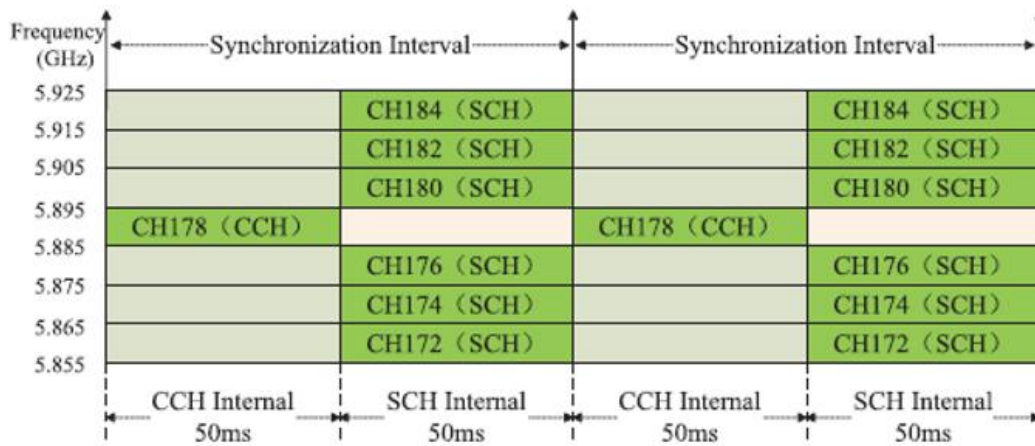 Frequency
(GHz)
Synchronization Interval
Synchronization Interval
5.925
CH184（SCH）
CH184（SCH）
5.915
CH182（SCH）
CH182（SCH）
5.905
CH180（SCH）
CH180（SCH）
5.895
CH178（CCH）
CH178（CCH）
5.885
CH176（SCH）
CH176（SCH）
5.875
CH174（SCH）
CH174（SCH）
5.865
CH172（SCH）
CH172（SCH）
5.855
CCH Internal
SCH Internal
CCH Internal
SCH Internal
50ms
50ms
50ms
50ms